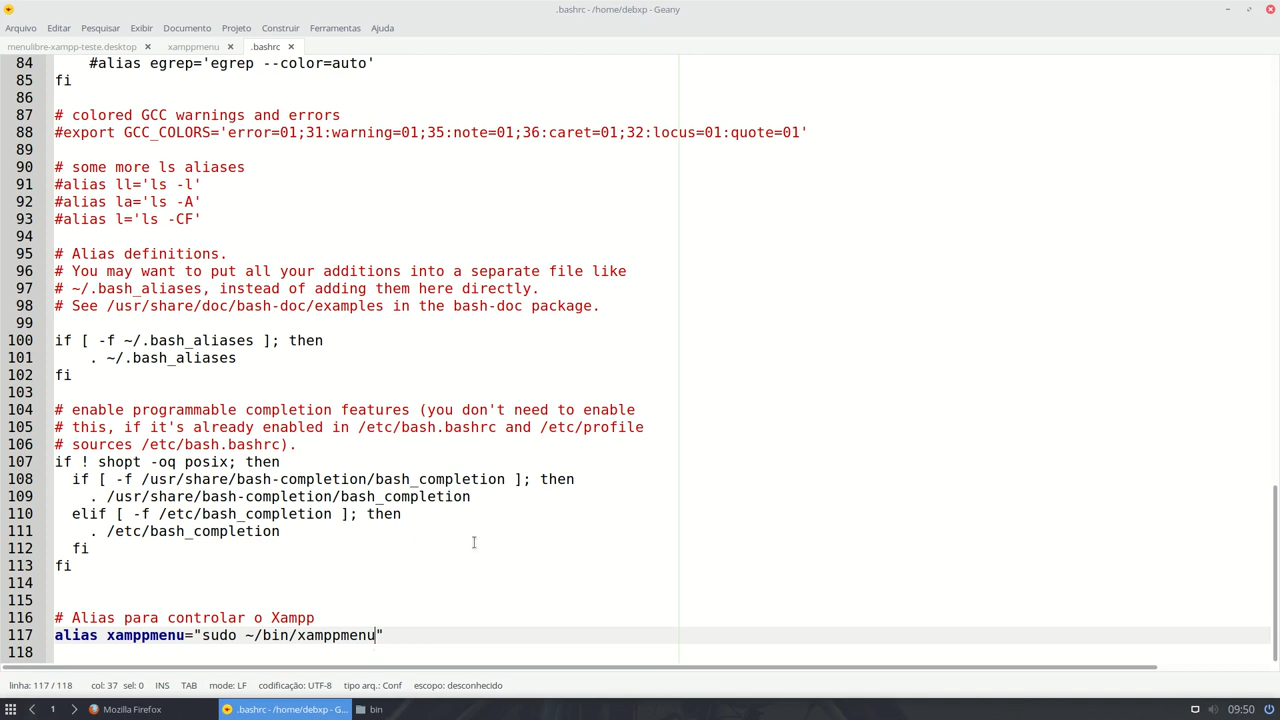 .bashrc - /home/debxp - Geany
Arquivo Editar Pesquisar Exibir Documento Projeto Construir Ferramentas Ajuda
menulibre-xampp-teste.desktop xamppmenu .bashrc
84 #alias egrep='egrep --color=auto'
85 fi
86
87 # colored GCC warnings and errors
88 #export GCC_COLORS='error=01;31:warning=01;35:note=01;36:caret=01;32:locus=01:quote=01'
89
90 # some more ls aliases
91 #alias ll='ls -l'
92 #alias la='ls -A'
93 #alias l='ls -CF'
94
95 # Alias definitions.
96 # You may want to put all your additions into a separate file like
97 # ~/.bash_aliases, instead of adding them here directly.
98 # See /usr/share/doc/bash-doc/examples in the bash-doc package.
99
100 if [ -f ~/.bash_aliases ]; then
101 . ~/.bash_aliases
102 fi
103
104 # enable programmable completion features (you don't need to enable
105 # this, if it's already enabled in /etc/bash.bashrc and /etc/profile
106 # sources /etc/bash.bashrc).
107 if ! shopt -oq posix; then
108 if [ -f /usr/share/bash-completion/bash_completion ]; then
109 . /usr/share/bash-completion/bash_completion
110 elif [ -f /etc/bash_completion ]; then
111 . /etc/bash_completion
112 fi
113 fi
114
115
116 # Alias para controlar o Xampp
117 alias xamppmenu="sudo ~/bin/xamppmenu"
118
linha: 117 / 118 col: 37 sel: 0 INS TAB mode: LF codificação: UTF-8 tipo arq.: Conf escopo: desconhecido
1 Mozilla Firefox .bashrc - /home/debxp - G... bin 09:50